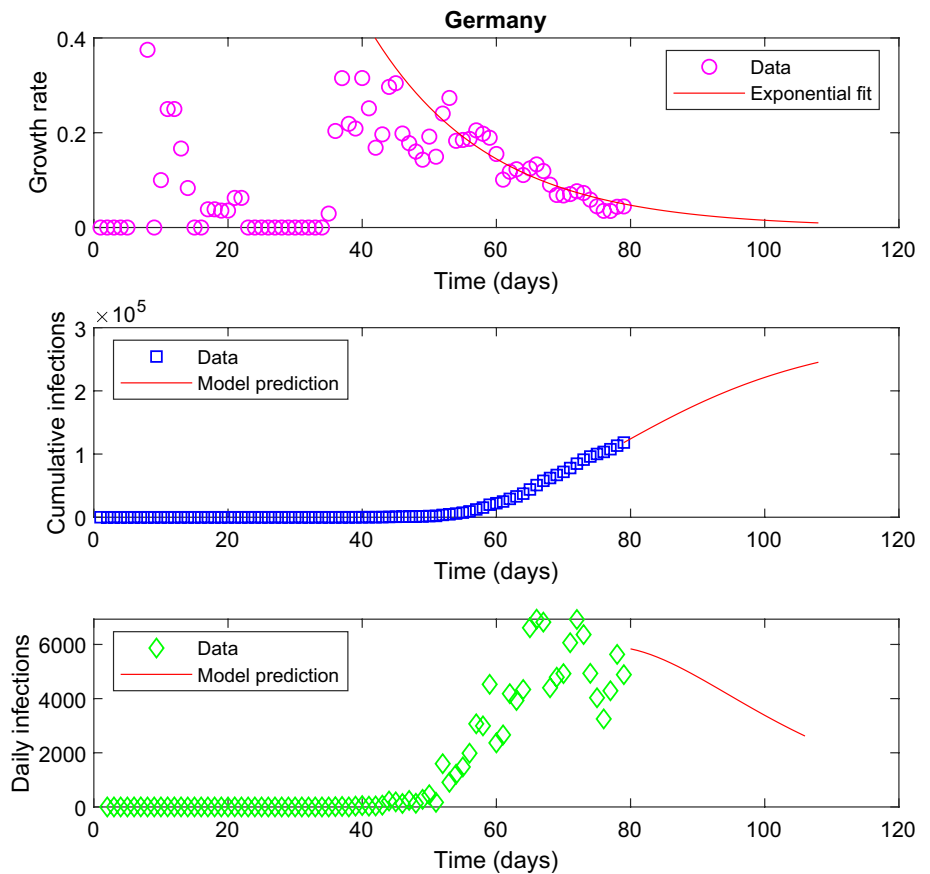 Germany
Growth rate
0.4
0.2
0
Data
Exponential fit
0 20 40 60 80 100 120
Time (days)
Cumulative infections
×10^5
3
2
1
0
Data
Model prediction
0 20 40 60 80 100 120
Time (days)
Daily infections
6000
4000
2000
0
Data
Model prediction
0 20 40 60 80 100 120
Time (days)